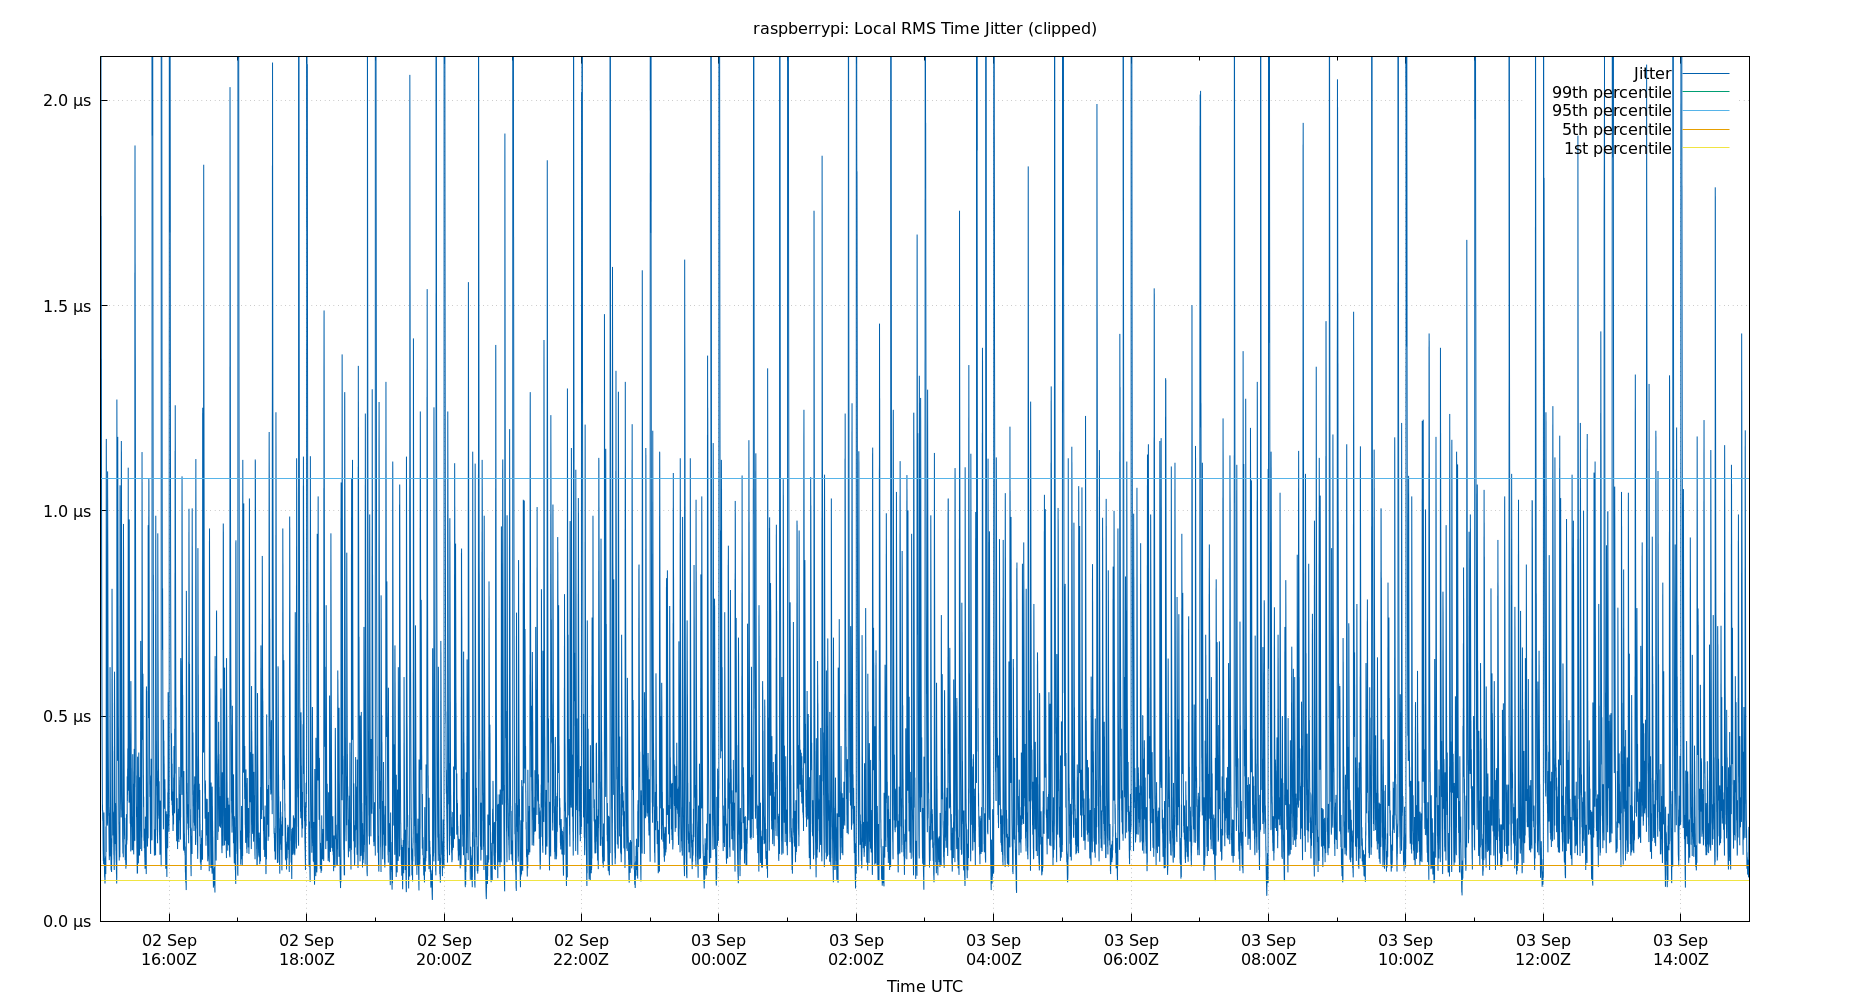 raspberrypi: Local RMS Time Jitter (clipped)
Jitter
99th percentile
95th percentile
5th percentile
1st percentile
2.0 µs
1.5 µs
1.0 µs
0.5 µs
0.0 µs
02 Sep 02 Sep 02 Sep 02 Sep 03 Sep 03 Sep 03 Sep 03 Sep 03 Sep 03 Sep 03 Sep 03 Sep
16:00Z 18:00Z 20:00Z 22:00Z 00:00Z 02:00Z 04:00Z 06:00Z 08:00Z 10:00Z 12:00Z 14:00Z
Time UTC